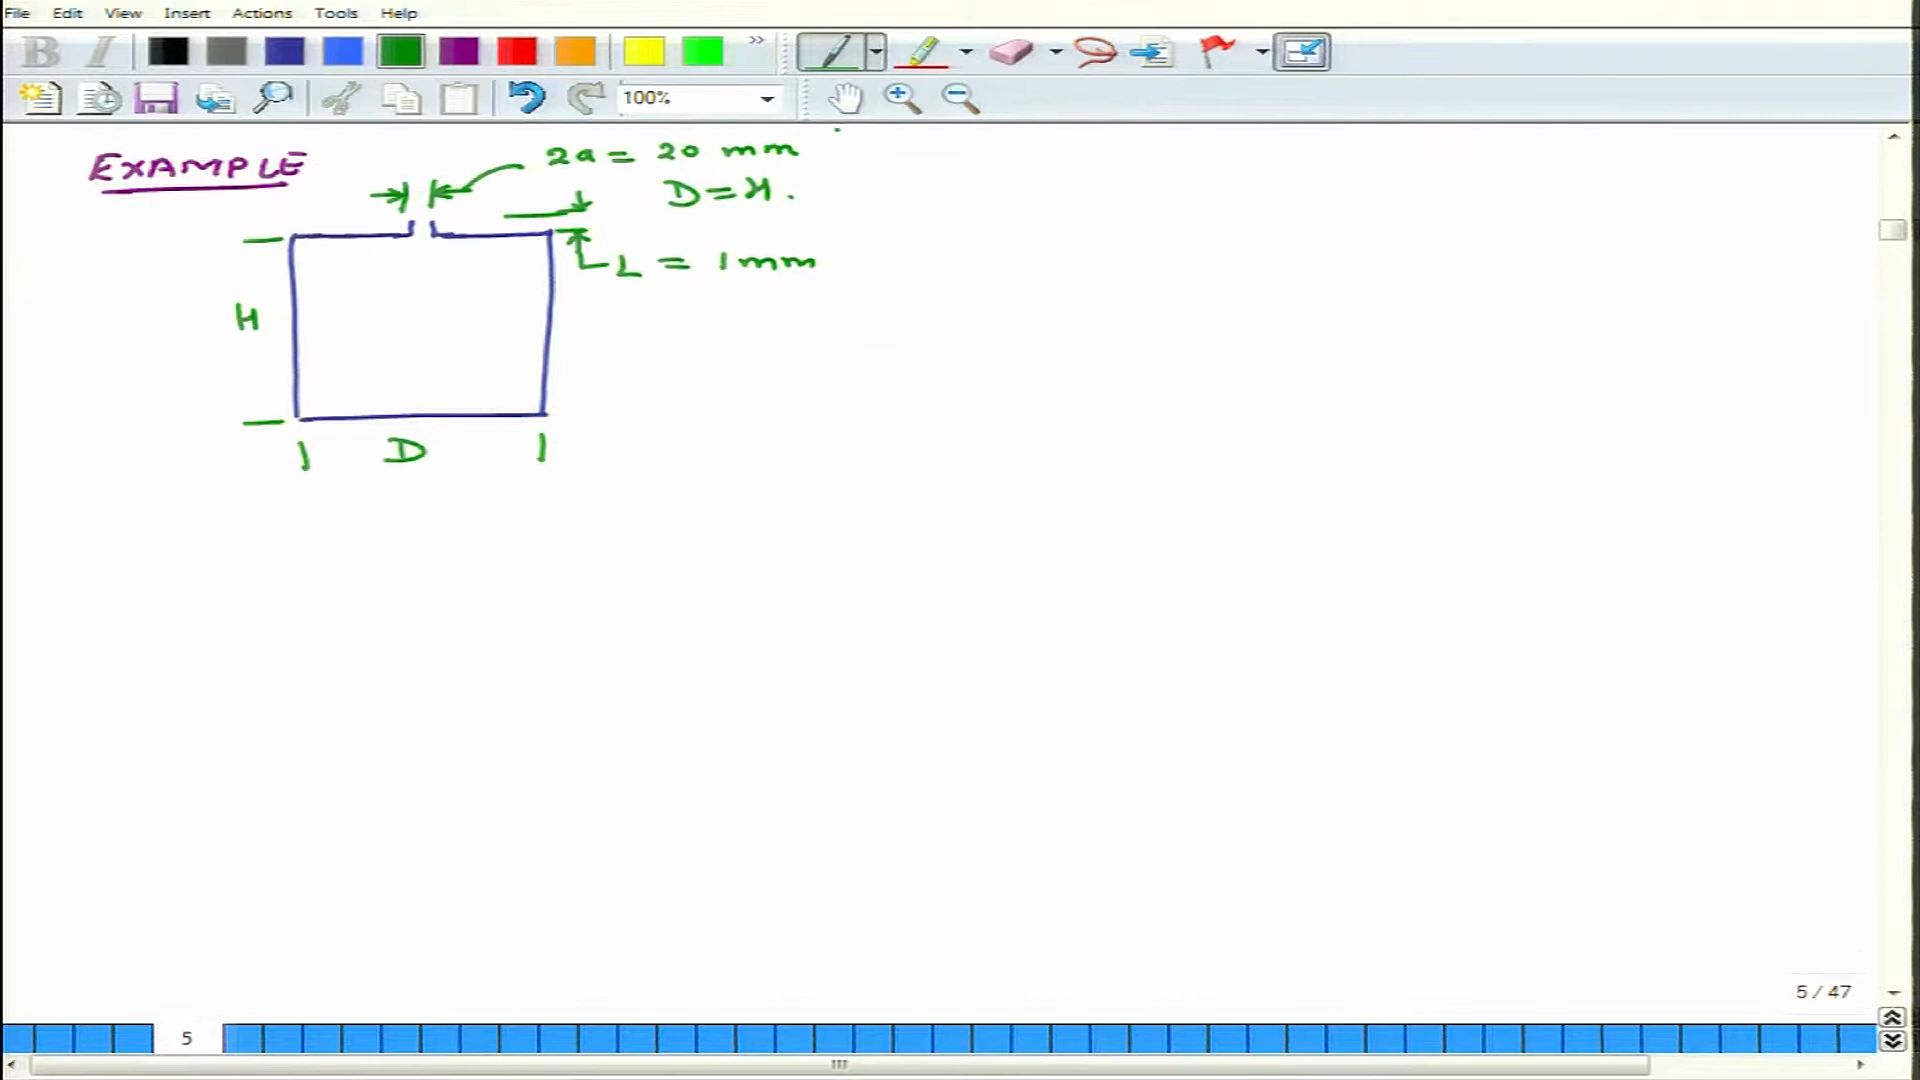 File Edit View Insert Actions Tools Help
B I
100%
EXAMPLE
2a = 20 mm
D = H.
L = 1mm
H
D
5 / 47
5